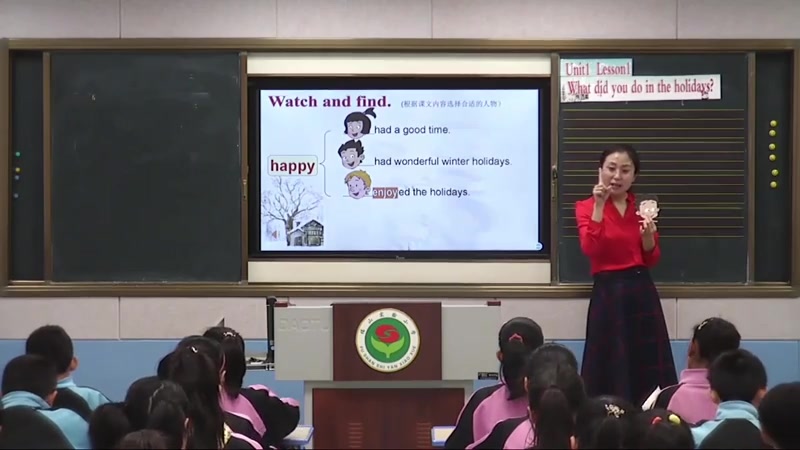 Unit1 Lesson1
What did you do in the holidays?
Watch and find. (根据课文内容选择合适的人物)
had a good time.
happy
had wonderful winter holidays.
enjoyed the holidays.